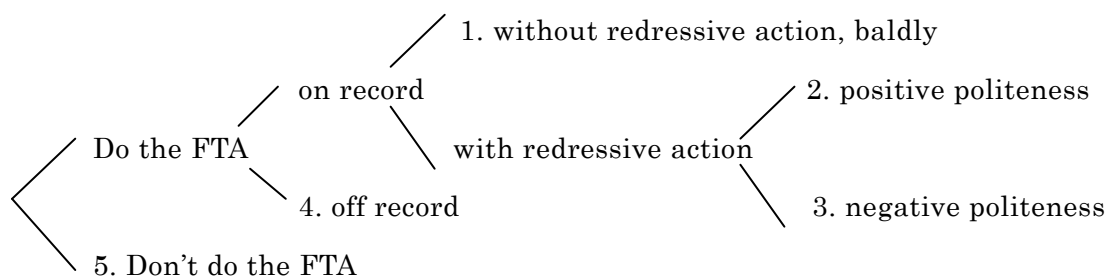 1. without redressive action, baldly
on record
2. positive politeness
Do the FTA
with redressive action
4. off record
3. negative politeness
5. Don't do the FTA